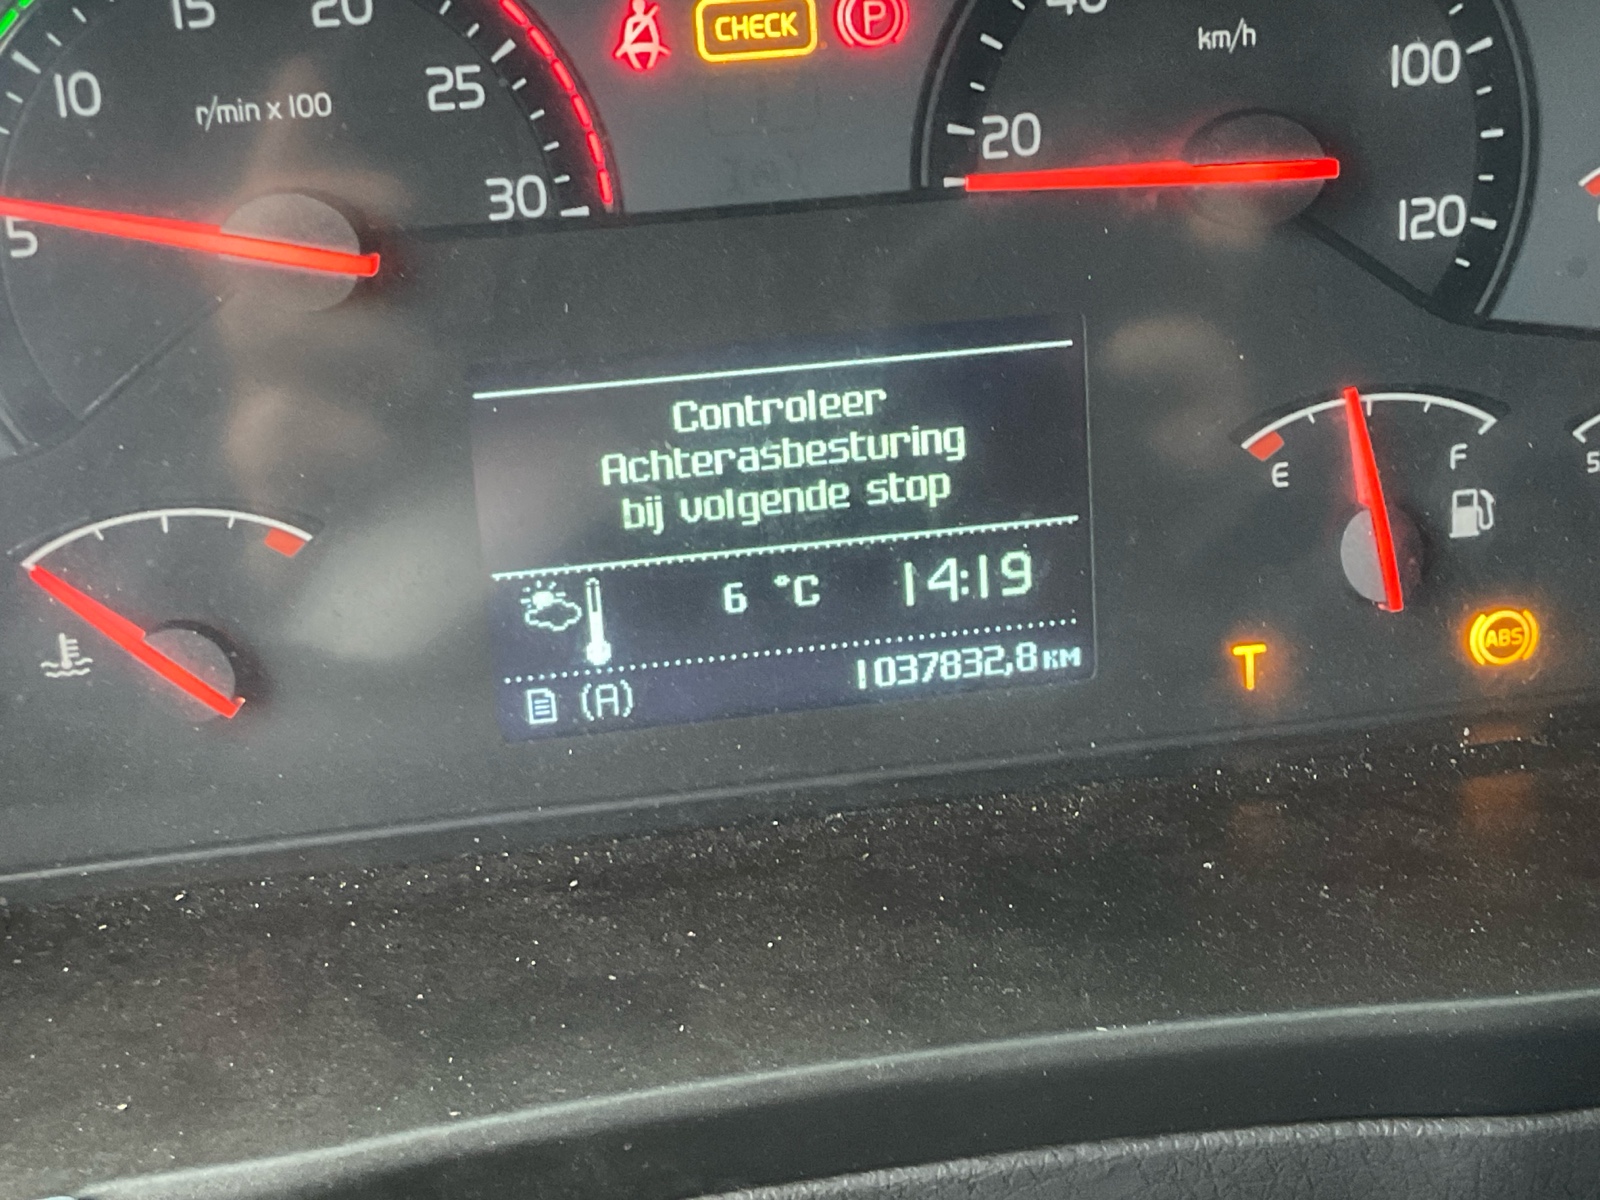 15
20
CHECK
P
40
km/h
10
25
100
r/min x 100
20
30
120
5
Controleer
Achterasbesturing
bij volgende stop
E
F
6 °C
14:19
T
ABS
(A)
1037832,8 KM